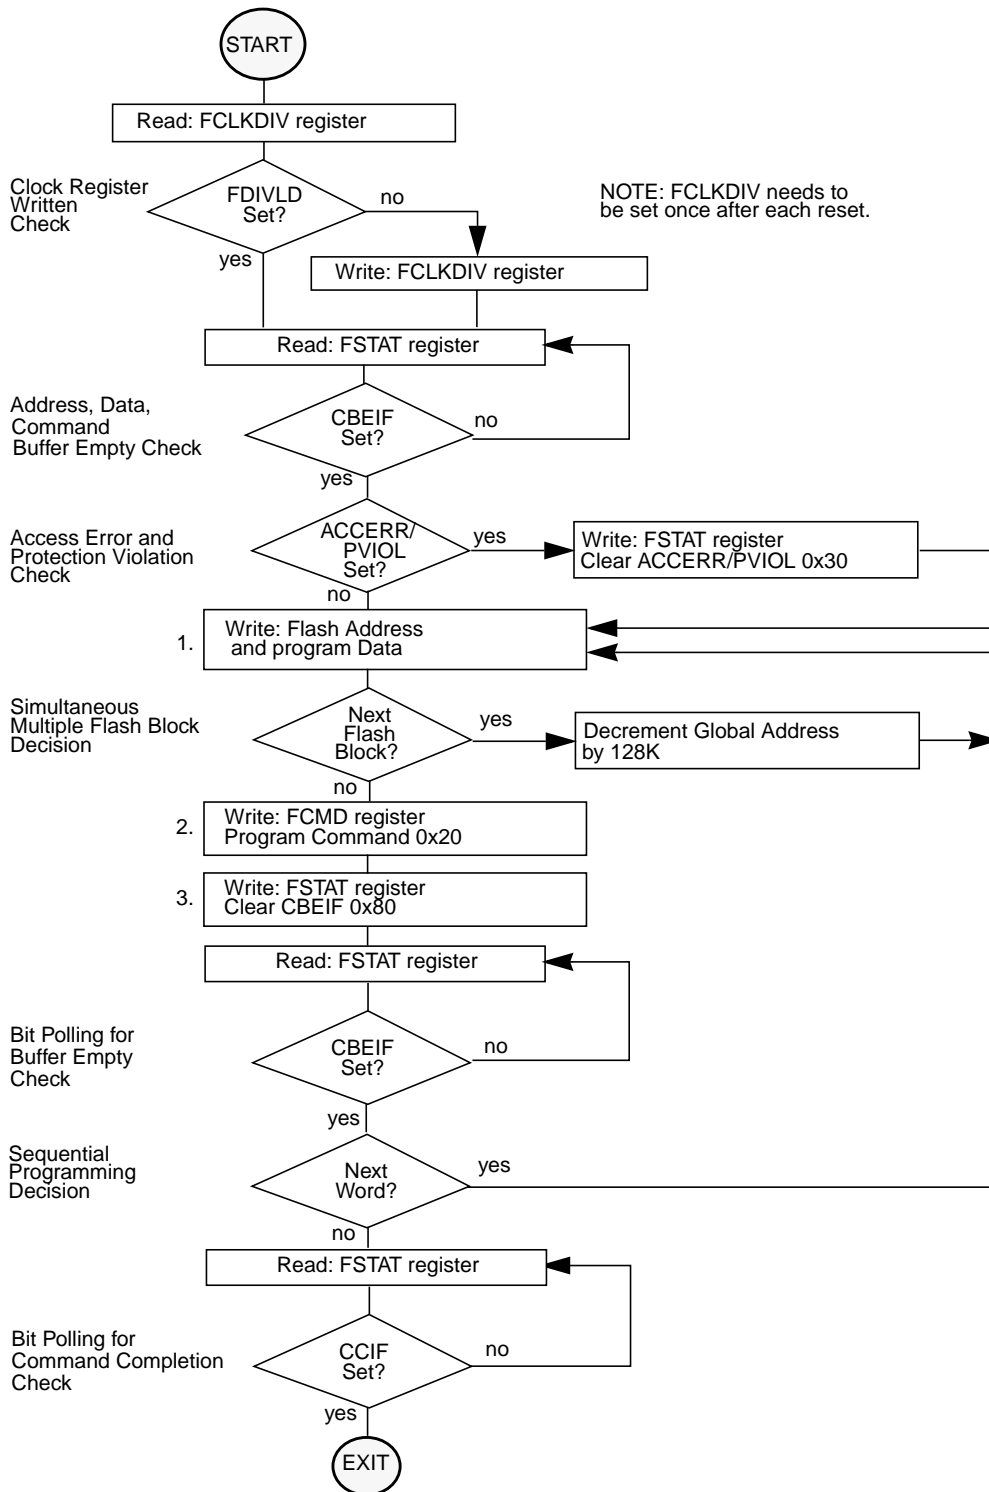 START
Read: FCLKDIV register
Clock Register
Written
Check
FDIVLD
Set?
no
NOTE: FCLKDIV needs to
be set once after each reset.
yes
Write: FCLKDIV register
Read: FSTAT register
Address, Data,
Command
Buffer Empty Check
CBEIF
Set?
no
yes
Access Error and
Protection Violation
Check
ACCERR/
PVIOL
Set?
yes
Write: FSTAT register
Clear ACCERR/PVIOL 0x30
no
1.
Write: Flash Address
and program Data
Simultaneous
Multiple Flash Block
Decision
Next
Flash
Block?
yes
Decrement Global Address
by 128K
no
2.
Write: FCMD register
Program Command 0x20
3.
Write: FSTAT register
Clear CBEIF 0x80
Read: FSTAT register
Bit Polling for
Buffer Empty
Check
CBEIF
Set?
no
yes
Sequential
Programming
Decision
Next
Word?
yes
no
Read: FSTAT register
Bit Polling for
Command Completion
Check
CCIF
Set?
no
yes
EXIT